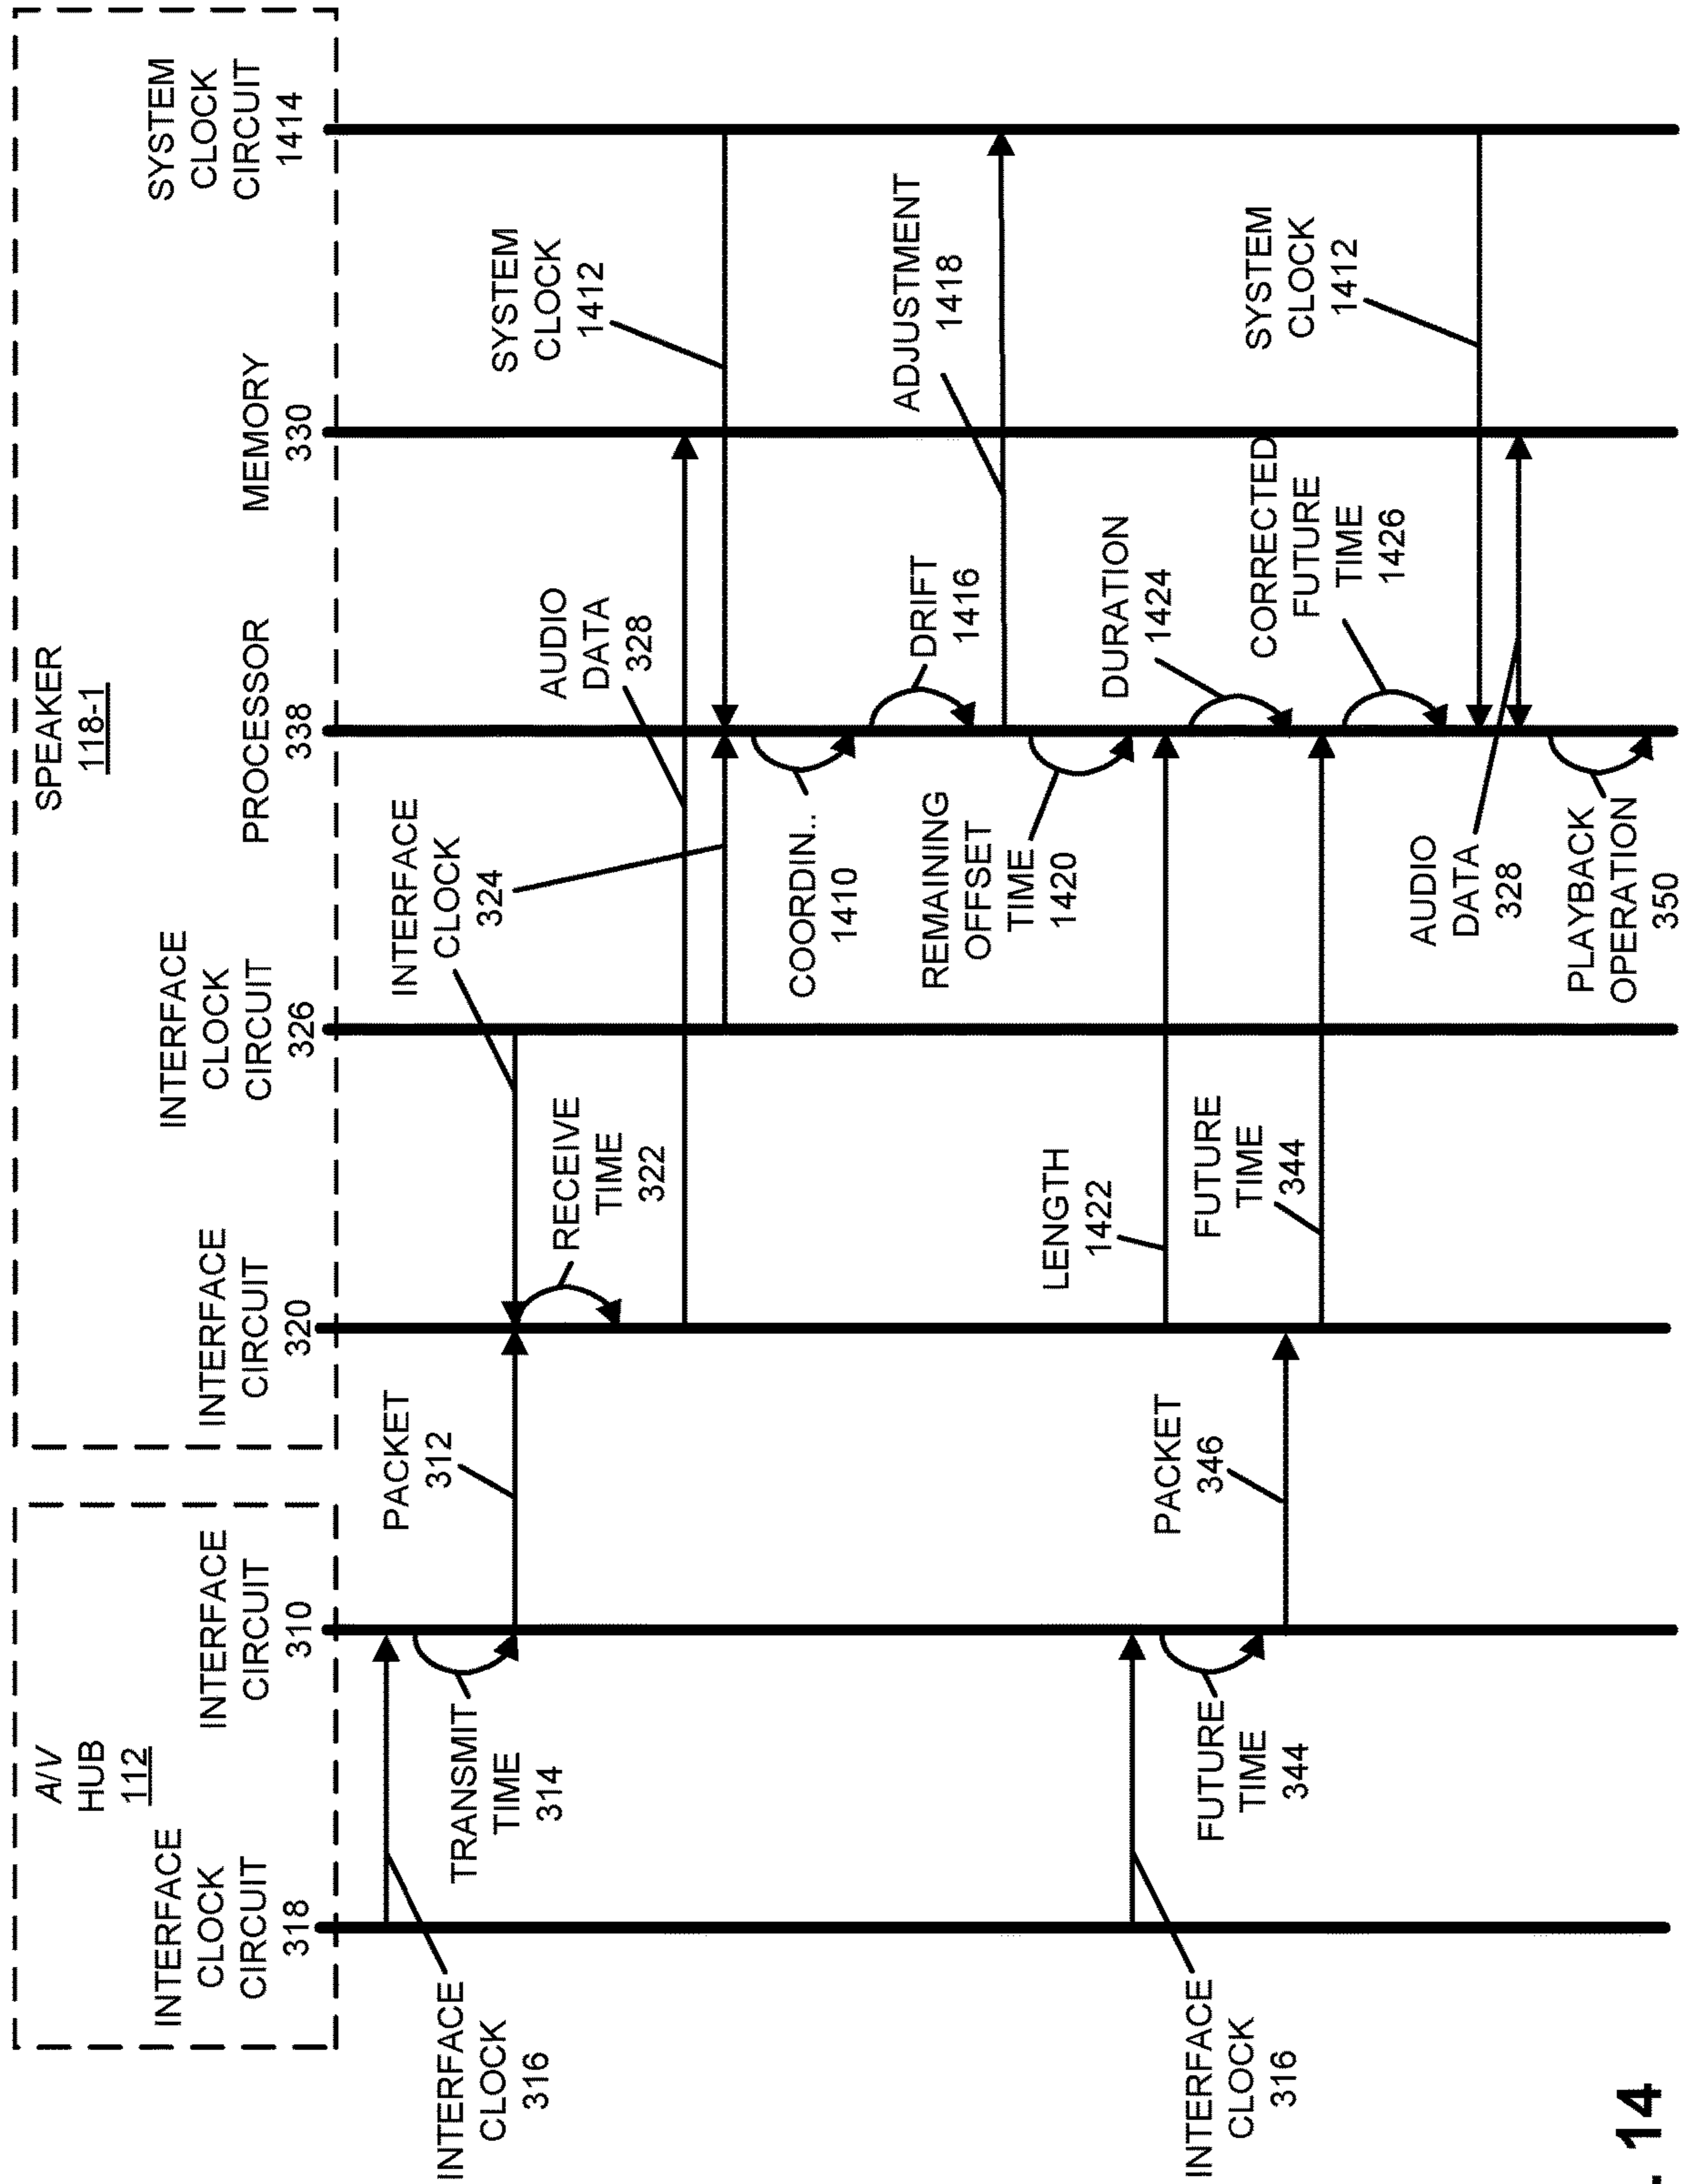 A/V
HUB
112
INTERFACE
CLOCK
CIRCUIT
318
INTERFACE
CIRCUIT
310
SPEAKER
118-1
INTERFACE
CIRCUIT
320
INTERFACE
CLOCK
CIRCUIT
326
PROCESSOR
338
MEMORY
330
SYSTEM
CLOCK
CIRCUIT
1414
INTERFACE
CLOCK
316
TRANSMIT
TIME
314
PACKET
312
RECEIVE
TIME
322
INTERFACE
CLOCK
324
AUDIO
DATA
328
SYSTEM
CLOCK
1412
COORDIN..
1410
DRIFT
1416
ADJUSTMENT
1418
REMAINING
OFFSET
TIME
1420
LENGTH
1422
DURATION
1424
INTERFACE
CLOCK
316
FUTURE
TIME
344
PACKET
346
FUTURE
TIME
344
CORRECTED
FUTURE
TIME
1426
SYSTEM
CLOCK
1412
AUDIO
DATA
328
PLAYBACK
OPERATION
350
. 14